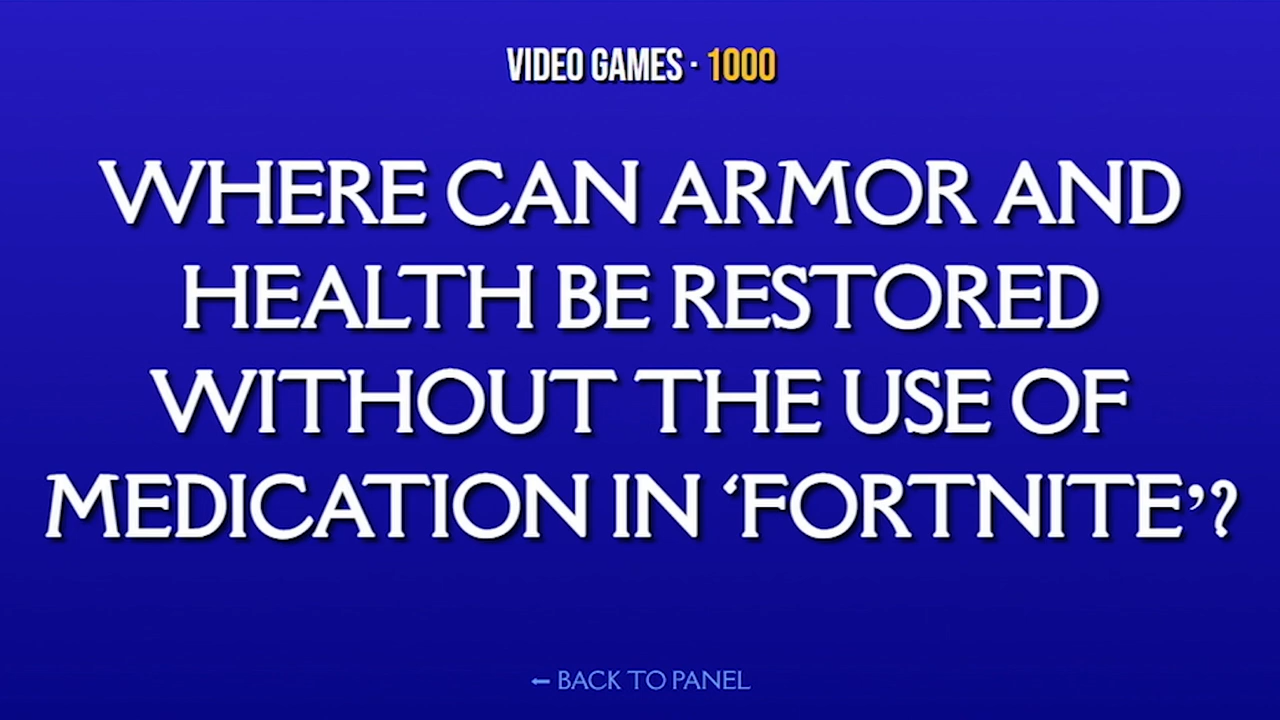 VIDEO GAMES · 1000
WHERE CAN ARMOR AND
HEALTH BE RESTORED
WITHOUT THE USE OF
MEDICATION IN ‘FORTNITE’?
← BACK TO PANEL